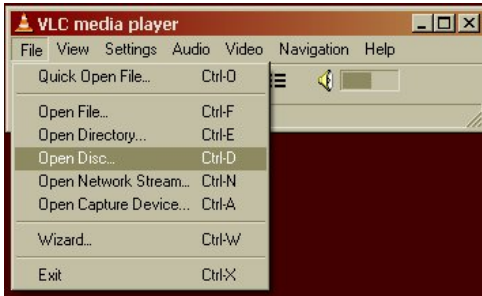 VLC media player
File View Settings Audio Video Navigation Help
Quick Open File... Ctrl-O
Open File... Ctrl-F
Open Directory... Ctrl-E
Open Disc... Ctrl-D
Open Network Stream... Ctrl-N
Open Capture Device... Ctrl-A
Wizard... Ctrl-W
Exit Ctrl-X